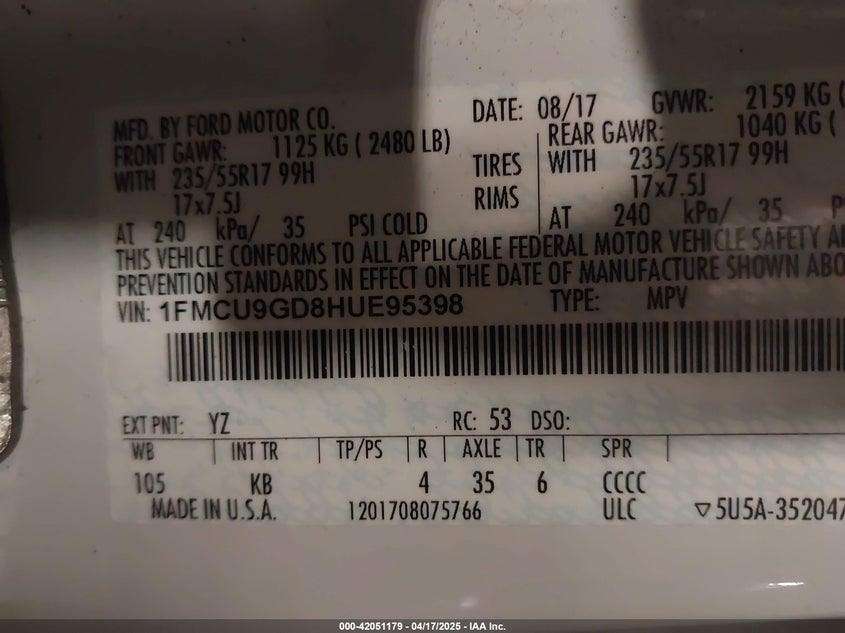 MFD. BY FORD MOTOR CO. DATE: 08/17 GVWR: 2159 KG (
FRONT GAWR: 1125 KG ( 2480 LB) REAR GAWR: 1040 KG (
WITH 235/55R17 99H TIRES WITH 235/55R17 99H
17x7.5J RIMS 17x7.5J
AT 240 kPa/ 35 PSI COLD AT 240 kPa/ 35
THIS VEHICLE CONFORMS TO ALL APPLICABLE FEDERAL MOTOR VEHICLE SAFETY
PREVENTION STANDARDS IN EFFECT ON THE DATE OF MANUFACTURE SHOWN ABO
VIN: 1FMCU9GD8HUE95398 TYPE: MPV
EXT PNT: YZ RC: 53 DSO:
WB | INT TR | TP/PS | R | AXLE | TR | SPR |
105 KB 4 35 6 CCCC
MADE IN U.S.A. 1201708075766 ULC ▽5U5A-352047
000-42051179 - 04/17/2025 - IAA Inc.